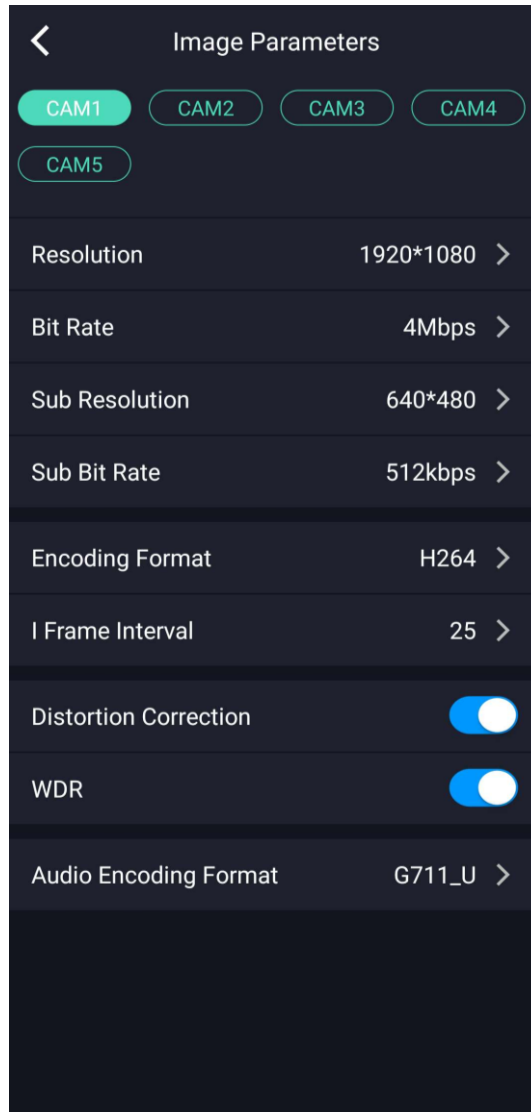 Image Parameters
CAM1 CAM2 CAM3 CAM4
CAM5
Resolution 1920*1080
Bit Rate 4Mbps
Sub Resolution 640*480
Sub Bit Rate 512kbps
Encoding Format H264
I Frame Interval 25
Distortion Correction
WDR
Audio Encoding Format G711_U